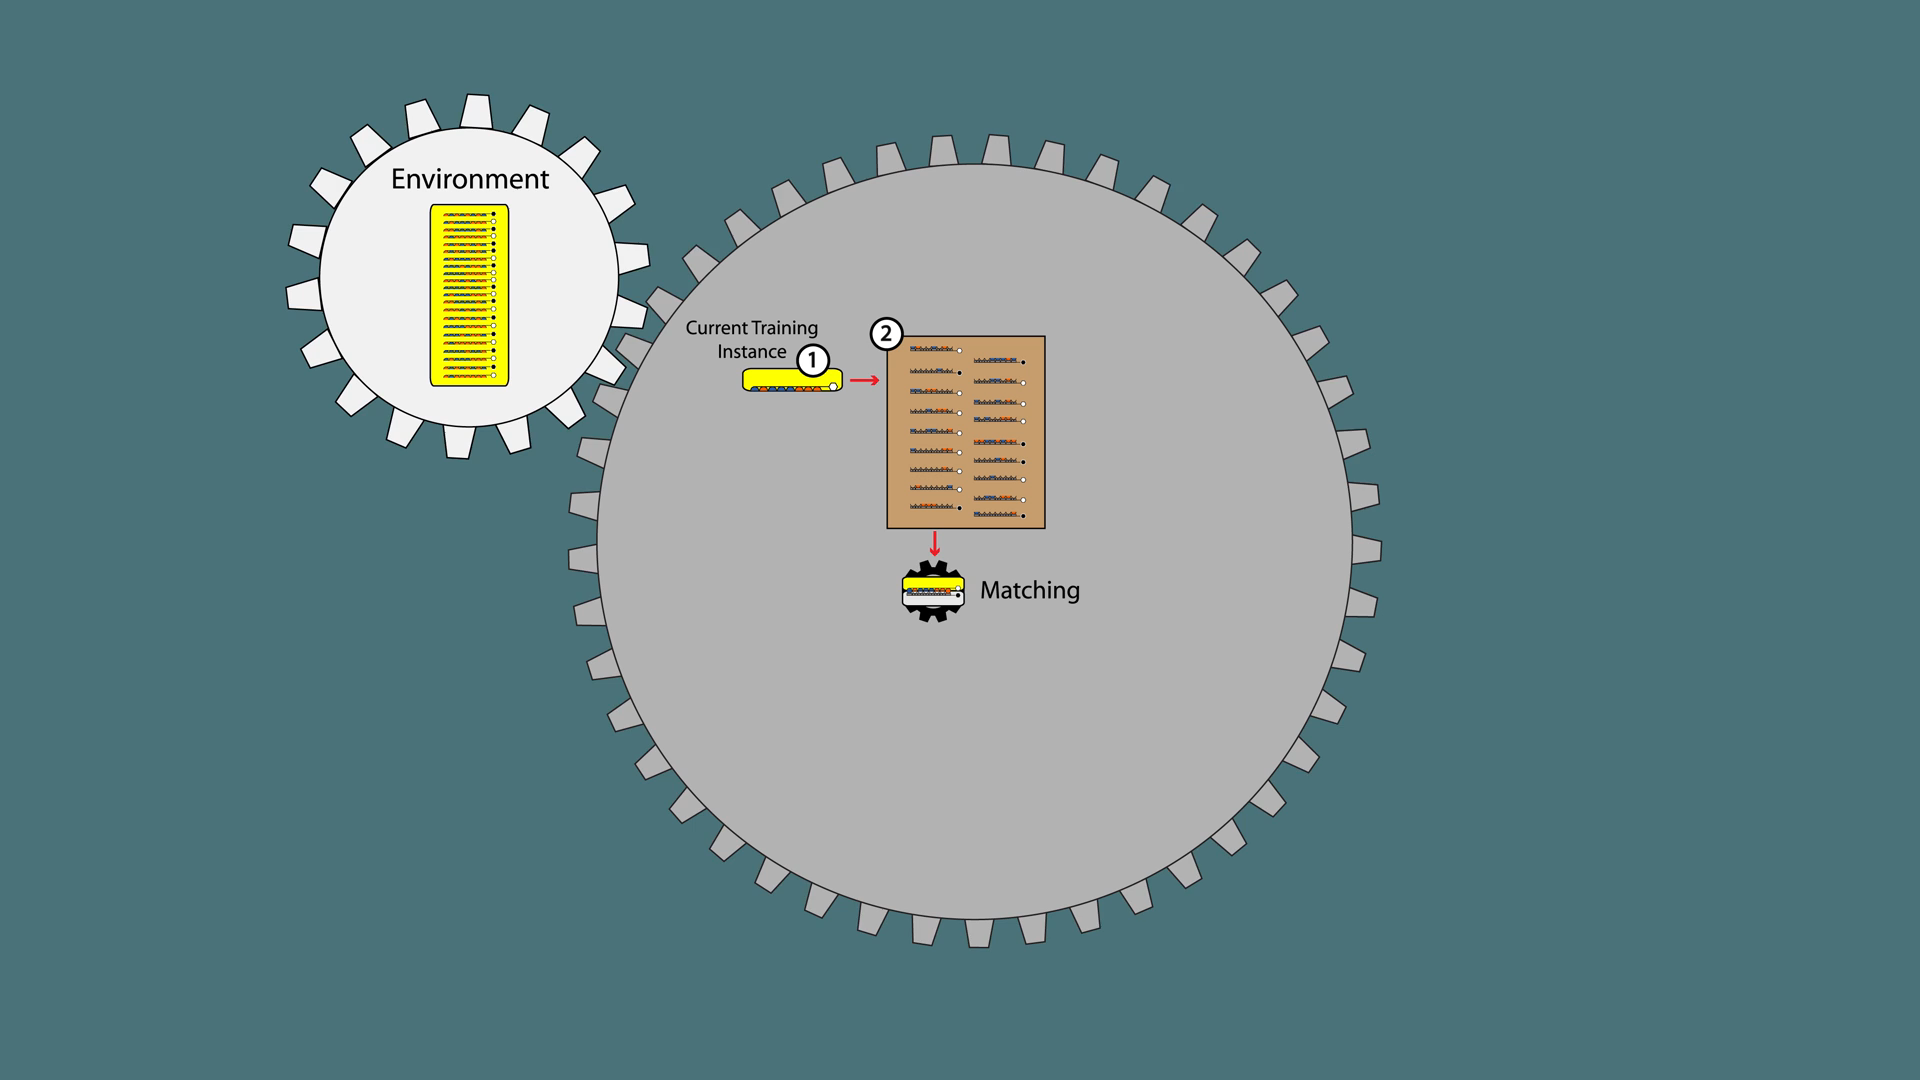 Environment
Current Training
Instance
1
2
Matching